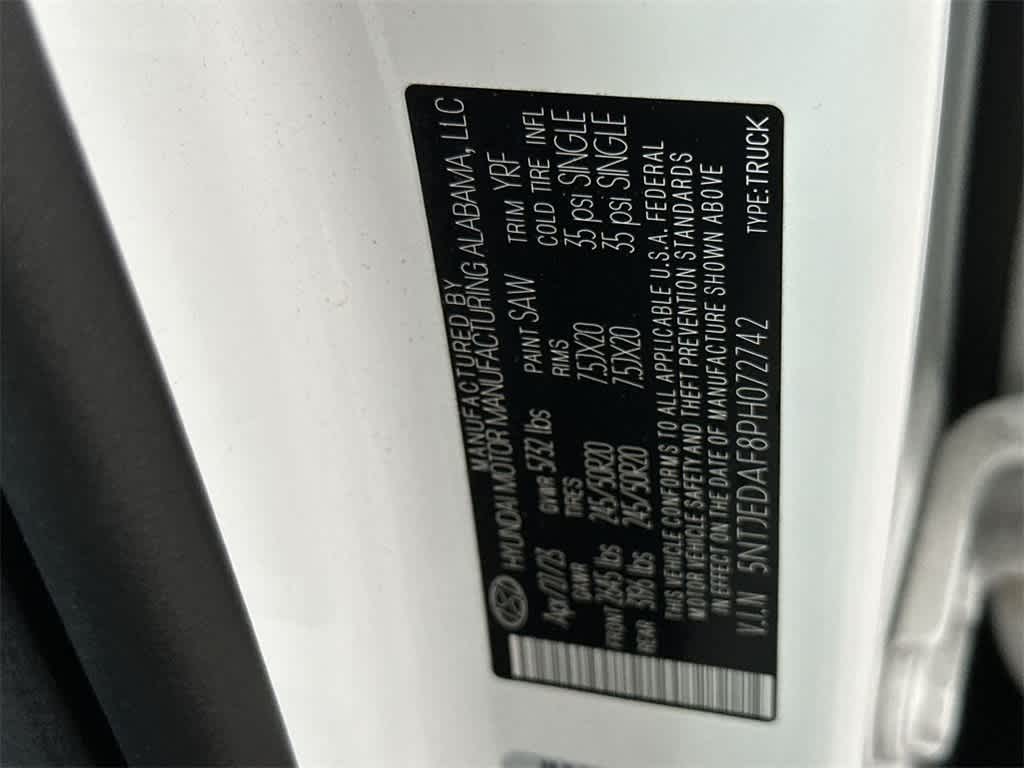 MANUFACTURED BY
HYUNDAI MOTOR MANUFACTURING ALABAMA, LLC
Apr/21/23 GVWR 5732 lbs PAINT SAW TRIM YRF
GAWR TIRES RIMS COLD TIRE INFL
FRONT 2645 lbs 245/50R20 7.5JX20 35 psi SINGLE
REAR lbs 245/50R20 7.5JX20 35 psi SINGLE
THIS VEHICLE CONFORMS TO ALL APPLICABLE U.S.A. FEDERAL
MOTOR VEHICLE SAFETY AND THEFT PREVENTION STANDARDS
IN EFFECT ON THE DATE OF MANUFACTURE SHOWN ABOVE
V.I.N 5NTJEDAF8PH072742 TYPE:TRUCK